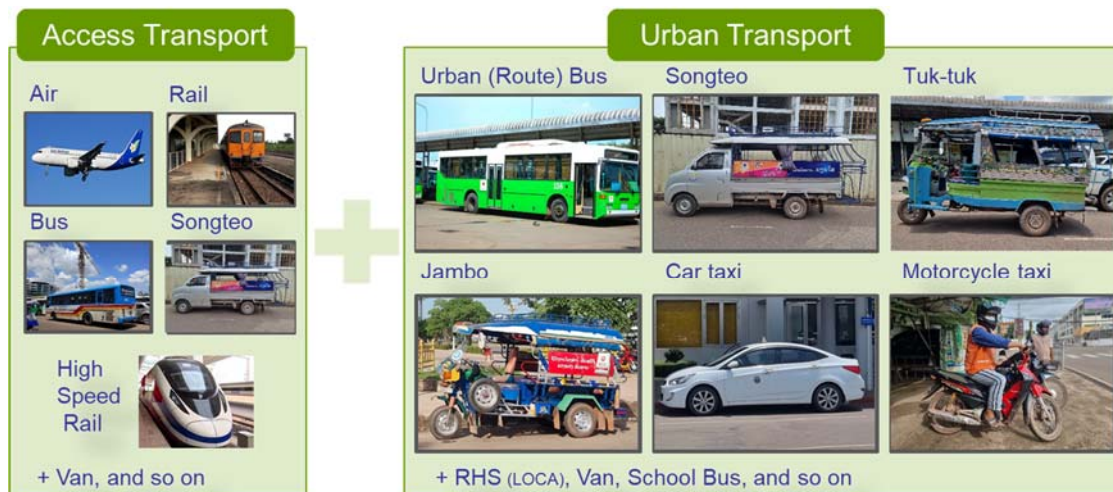 Access Transport
Air
Rail
Bus
Songteo
High
Speed
Rail
+ Van, and so on
Urban Transport
Urban (Route) Bus
Songteo
Tuk-tuk
Jambo
Car taxi
Motorcycle taxi
+ RHS (LOCA), Van, School Bus, and so on